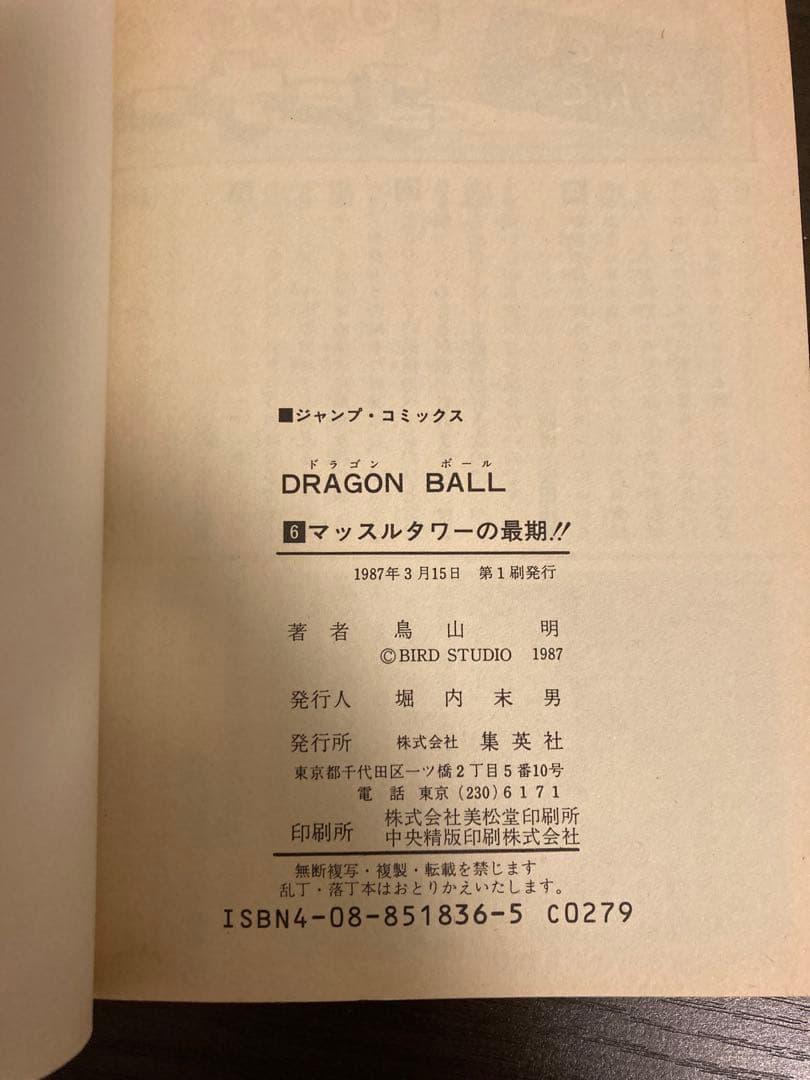 ■ジャンプ・コミックス
ドラゴン ボール
DRAGON BALL
6マッスルタワーの最期!!
1987年3月15日 第1刷発行
著者 鳥山 明
©BIRD STUDIO 1987
発行人 堀内末男
発行所 株式会社 集英社
東京都千代田区一ツ橋2丁目5番10号
電話 東京(230)6171
印刷所 株式会社美松堂印刷所
中央精版印刷株式会社
無断複写・複製・転載を禁じます
乱丁・落丁本はおとりかえいたします。
ISBN4-08-851836-5 C0279